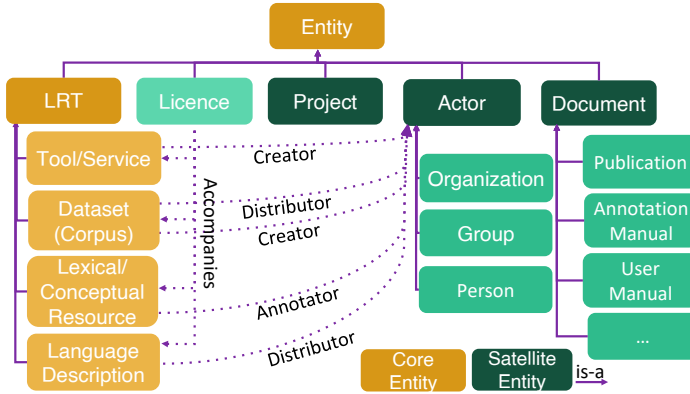 Entity
LRT
Licence
Project
Actor
Document
Tool/Service
Creator
Publication
Accompanies
Organization
Dataset
(Corpus)
Distributor
Creator
Annotation
Manual
Group
Lexical/
Conceptual
Resource
Annotator
Person
User
Manual
Language
Description
Distributor
...
Core
Entity
Satellite
Entity
is-a